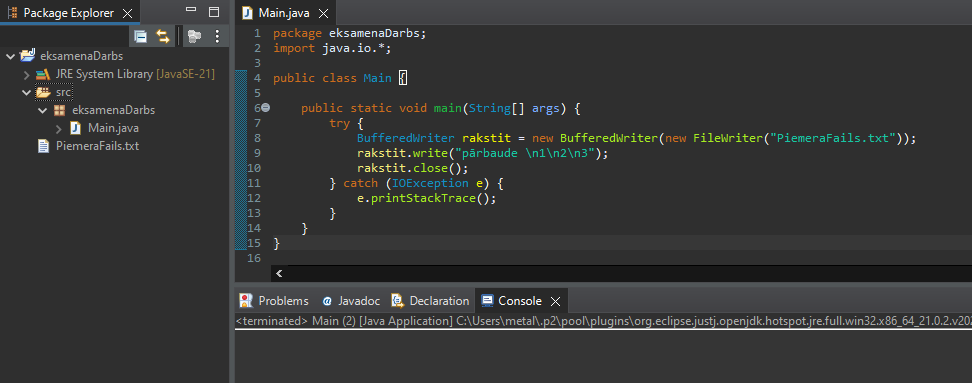 Package Explorer
eksamenaDarbs
JRE System Library [JavaSE-21]
src
eksamenaDarbs
Main.java
PiemeraFails.txt
Main.java
1 package eksamenaDarbs;
2 import java.io.*;
3
4 public class Main {
5
6 public static void main(String[] args) {
7 try {
8 BufferedWriter rakstit = new BufferedWriter(new FileWriter("PiemeraFails.txt"));
9 rakstit.write("pārbaude \n1\n2\n3");
10 rakstit.close();
11 } catch (IOException e) {
12 e.printStackTrace();
13 }
14 }
15 }
16
Problems Javadoc Declaration Console
<terminated> Main (2) [Java Application] C:\Users\metal\.p2\pool\plugins\org.eclipse.justj.openjdk.hotspot.jre.full.win32.x86_64_21.0.2.v202